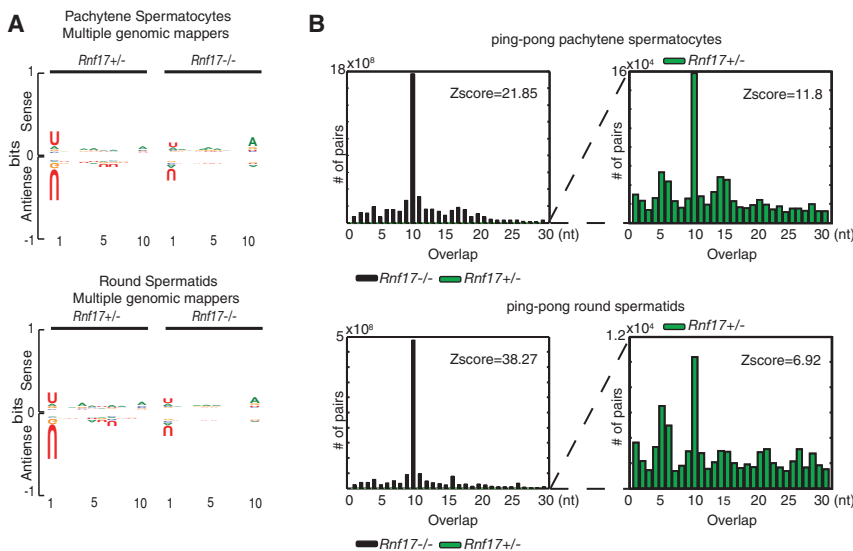 A
Pachytene Spermatocytes
Multiple genomic mappers
Rnf17+/-
Rnf17-/-
1
0
-1
Antiense bits Sense
U
A
U
A
1
5
10
1
5
10
Round Spermatids
Multiple genomic mappers
Rnf17+/-
Rnf17-/-
1
0
-1
Antiense bits Sense
U
A
U
A
1
5
10
1
5
10
B
ping-pong pachytene spermatocytes
18 x10⁸
# of pairs
Zscore=21.85
0 5 10 15 20 25 30 (nt)
Overlap
Rnf17-/- Rnf17+/-
Rnf17+/-
16 x10⁴
# of pairs
Zscore=11.8
0 5 10 15 20 25 30 (nt)
Overlap
ping-pong round spermatids
5 x10⁸
# of pairs
Zscore=38.27
0 5 10 15 20 25 30 (nt)
Overlap
Rnf17-/- Rnf17+/-
Rnf17+/-
1.2 x10⁴
# of pairs
Zscore=6.92
0 5 10 15 20 25 30 (nt)
Overlap